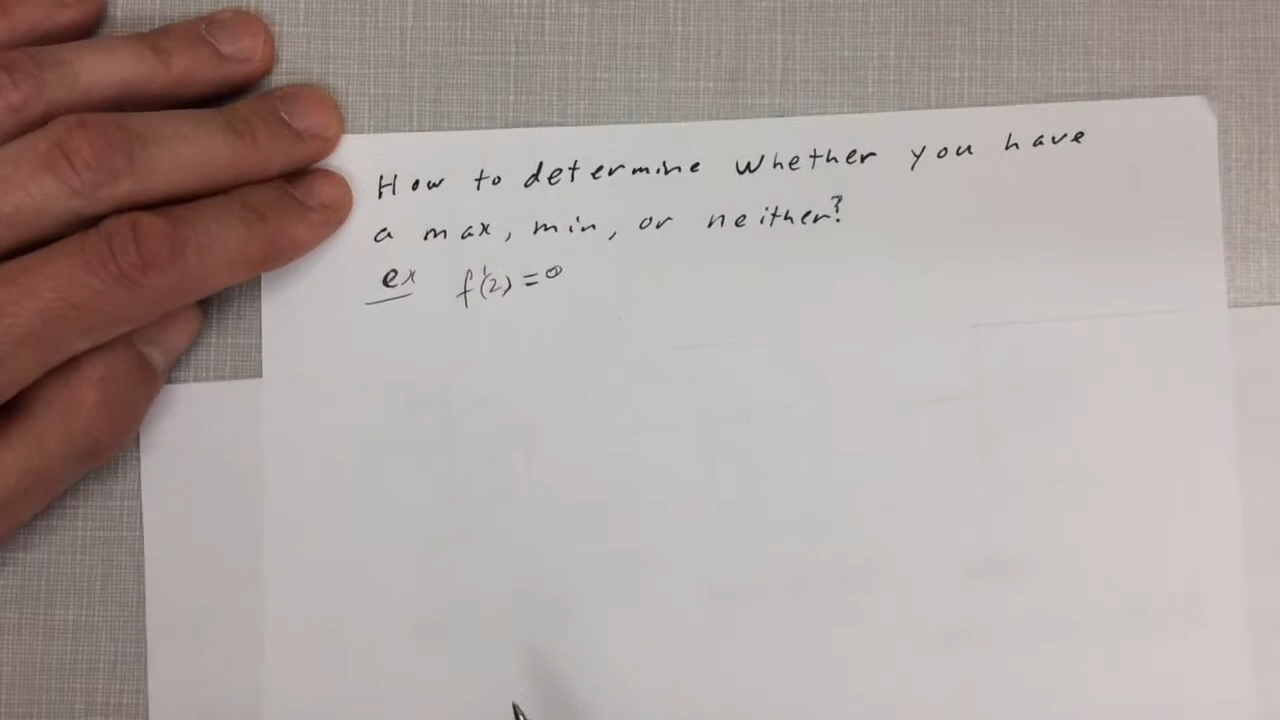 How to determine whether you have
a max, min, or neither?
ex f'(2) = 0